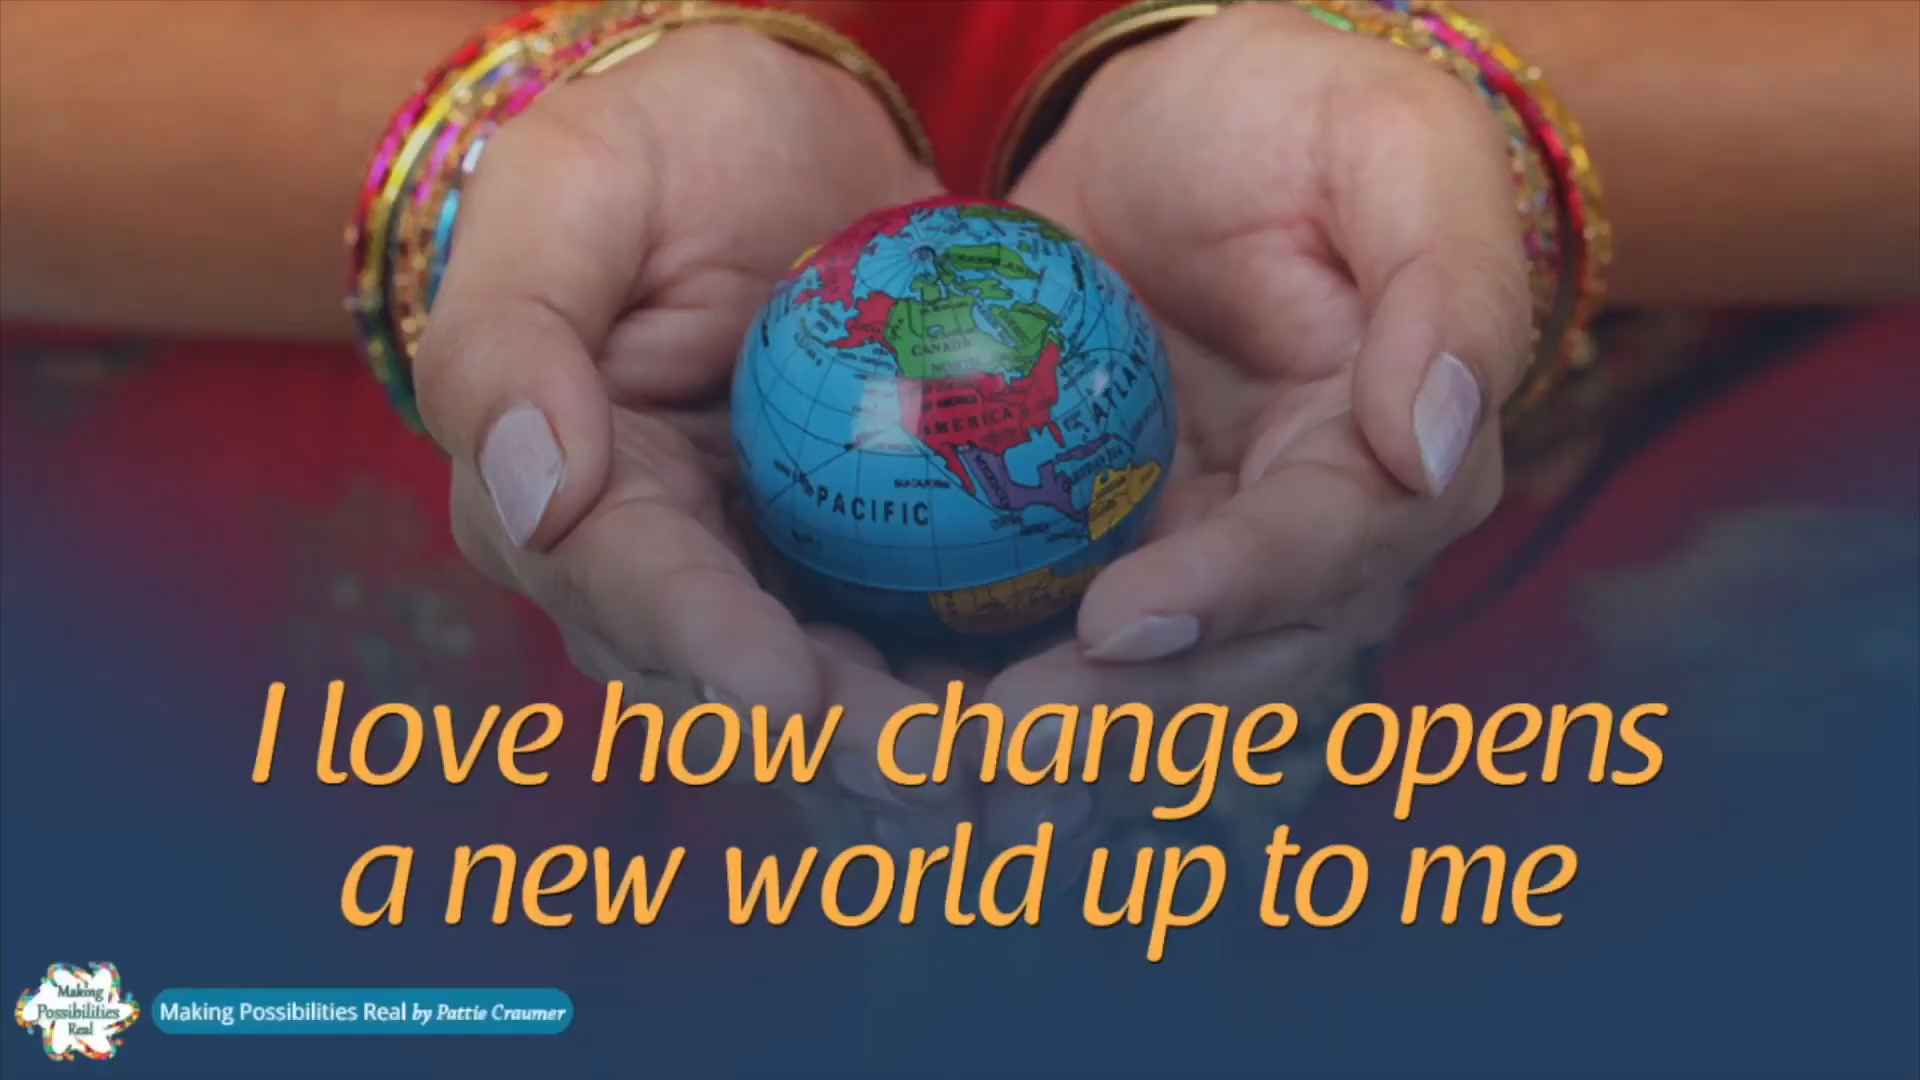 CANADA
AMERICA
ATLANTIC
MEXICO
PACIFIC
I love how change opens
a new world up to me
Making
Possibilities
Real
Making Possibilities Real by Pattie Craumer